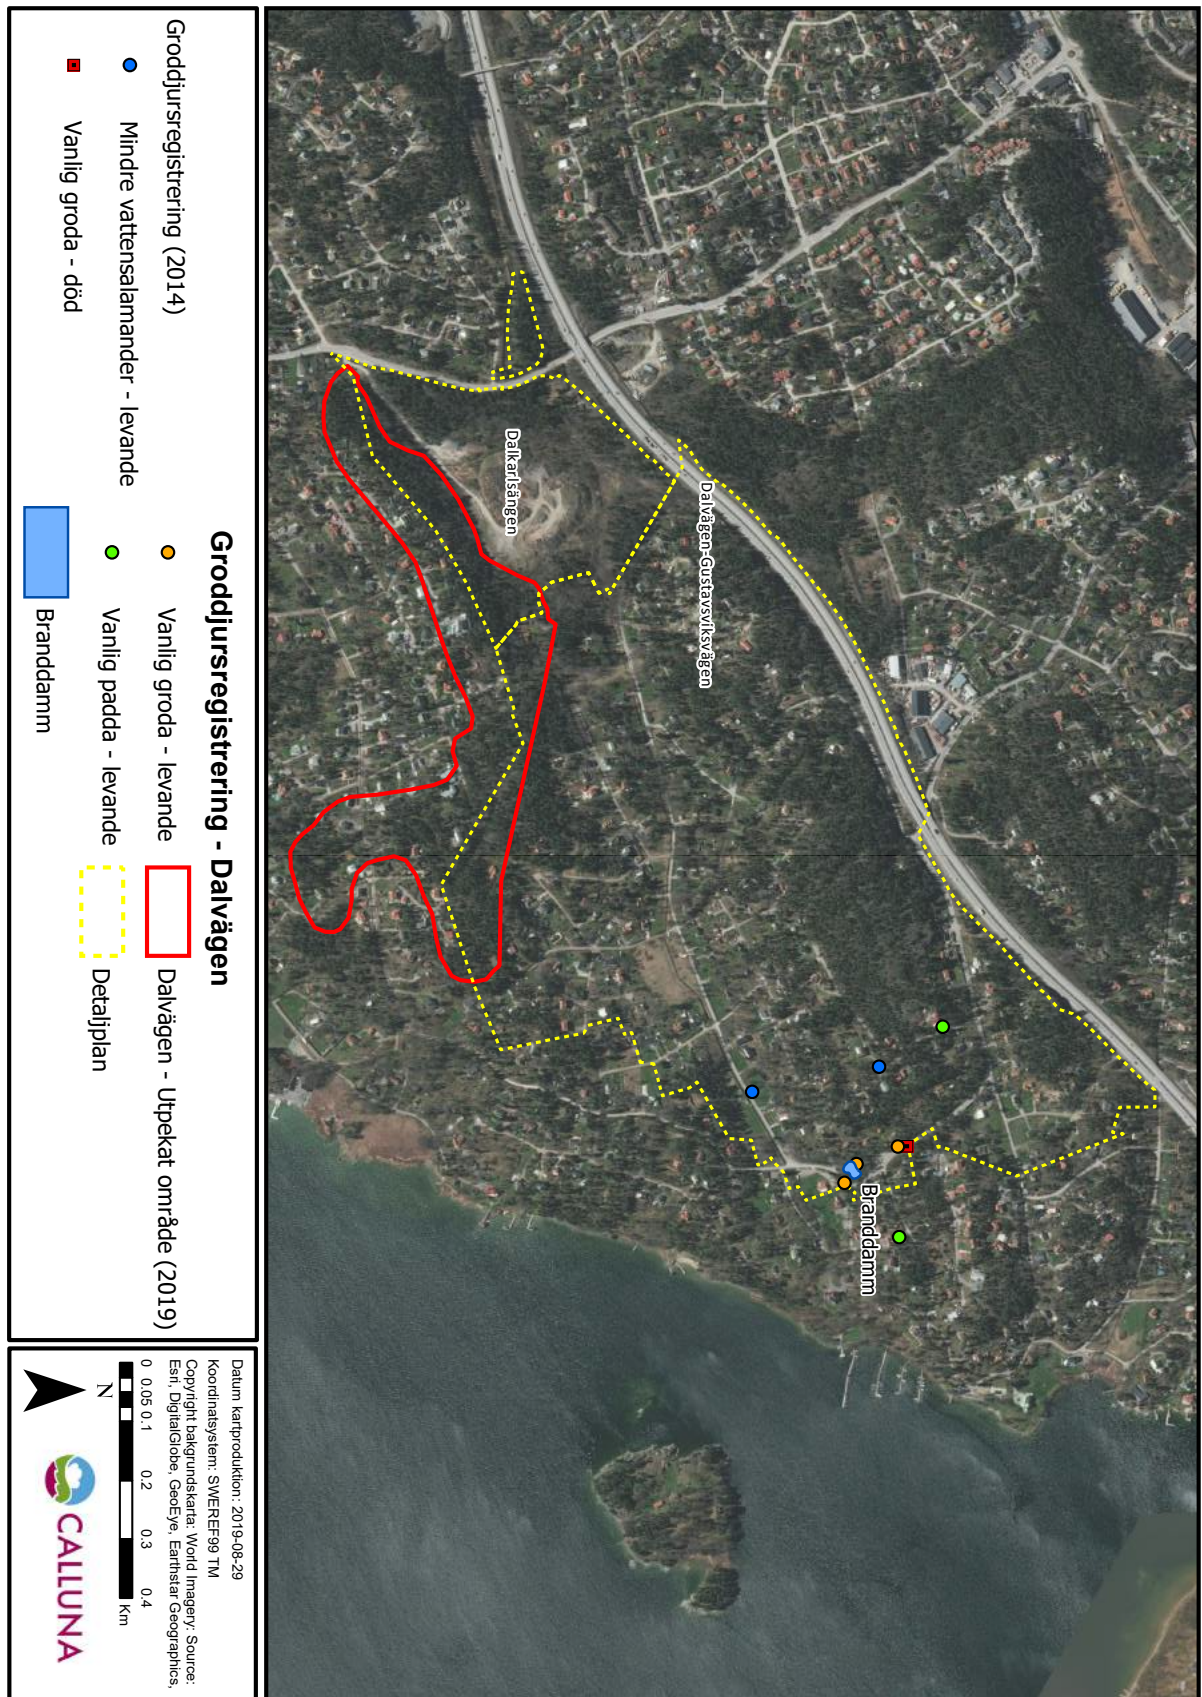 Dalkarlsängen
Dalvägen-Gustavsviksvägen
Branddamm
Groddjursregistrering - Dalvägen
Groddjursregistrering (2014)
Mindre vattensalamander - levande
Vanlig groda - död
Vanlig groda - levande
Vanlig padda - levande
Branddamm
Dalvägen - Utpekat område (2019)
Detaljplan
Datum kartproduktion: 2019-08-29
Koordinatsystem: SWEREF99 TM
Copyright bakgrundskarta: World Imagery: Source:
Esri, DigitalGlobe, GeoEye, Earthstar Geographics,
0 0.05 0.1 0.2 0.3 0.4
Km
N
CALLUNA